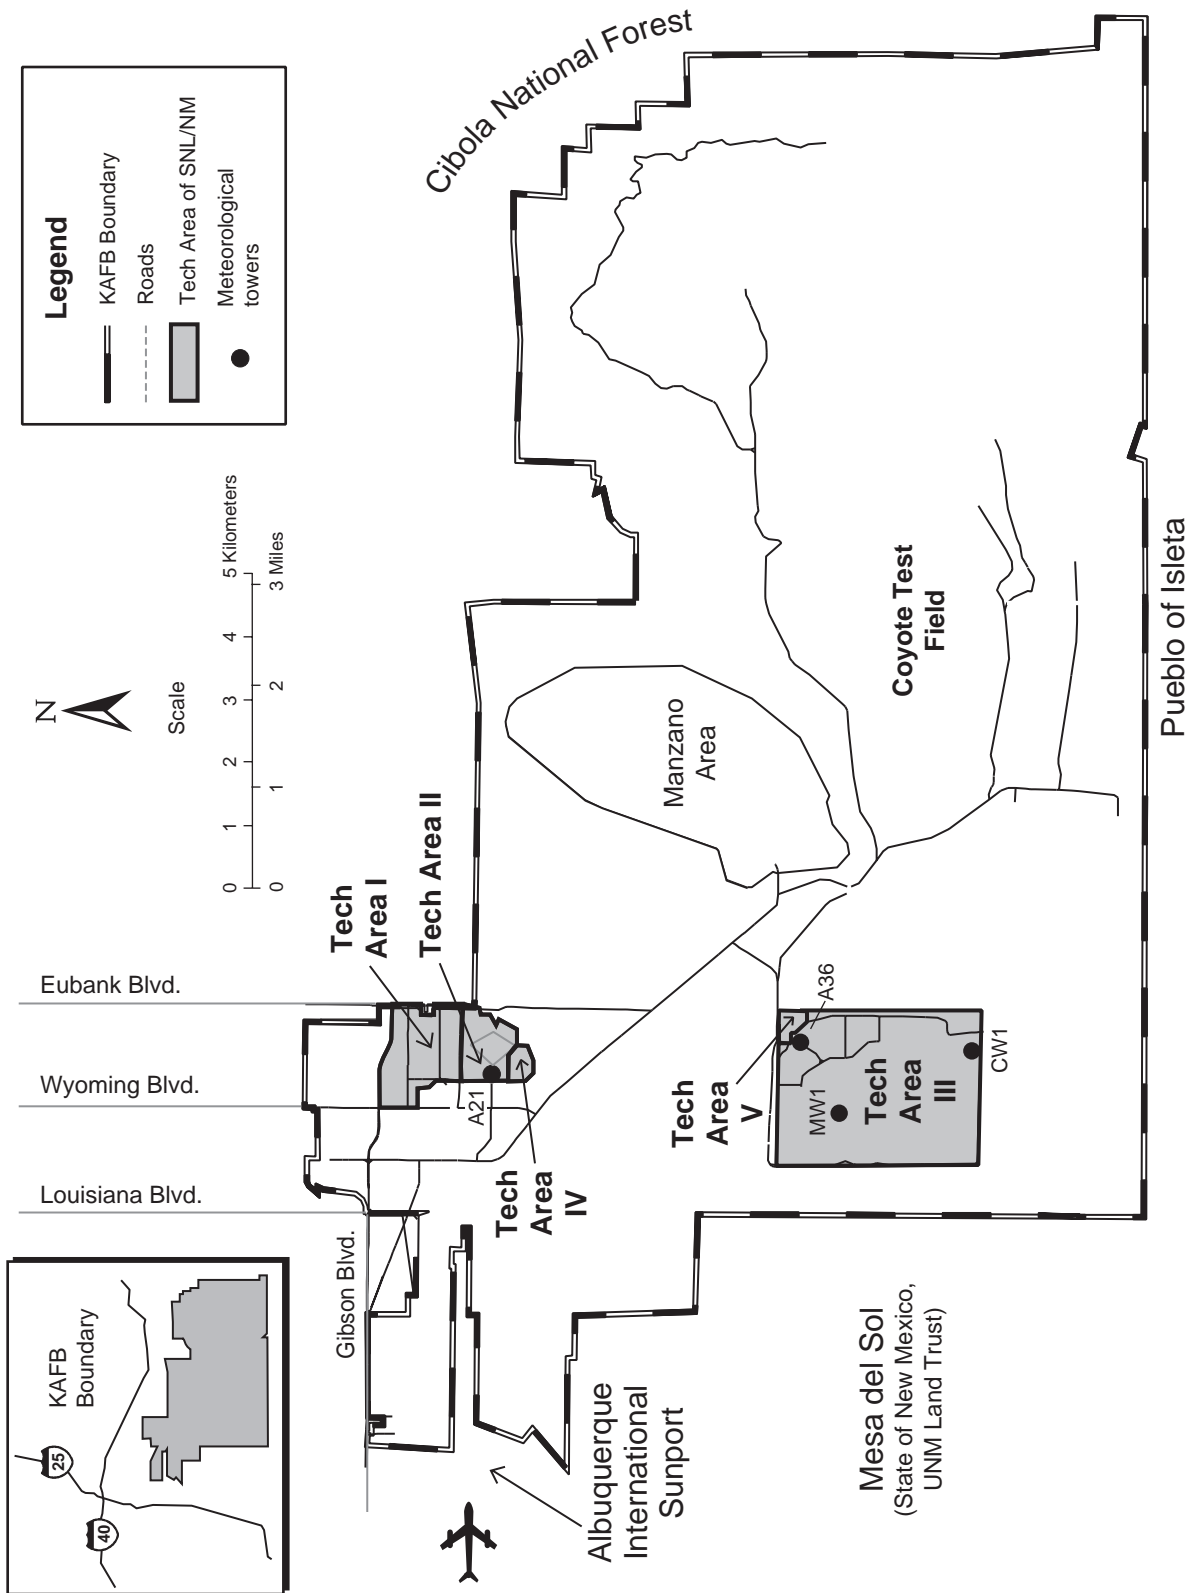 KAFB
Boundary
25
40
Louisiana Blvd.
Wyoming Blvd.
Eubank Blvd.
Gibson Blvd.
N
Scale
0 1 2 3 4 5 Kilometers
0 1 2 3 Miles
Legend
KAFB Boundary
Roads
Tech Area of SNL/NM
Meteorological
towers
Cibola National Forest
Tech
Area I
Tech Area II
A21
Tech
Area
IV
Albuquerque
International
Sunport
Manzano
Area
Tech
Area
V
A36
MW1
Tech
Area
III
CW1
Coyote Test
Field
Mesa del Sol
(State of New Mexico,
UNM Land Trust)
Pueblo of Isleta